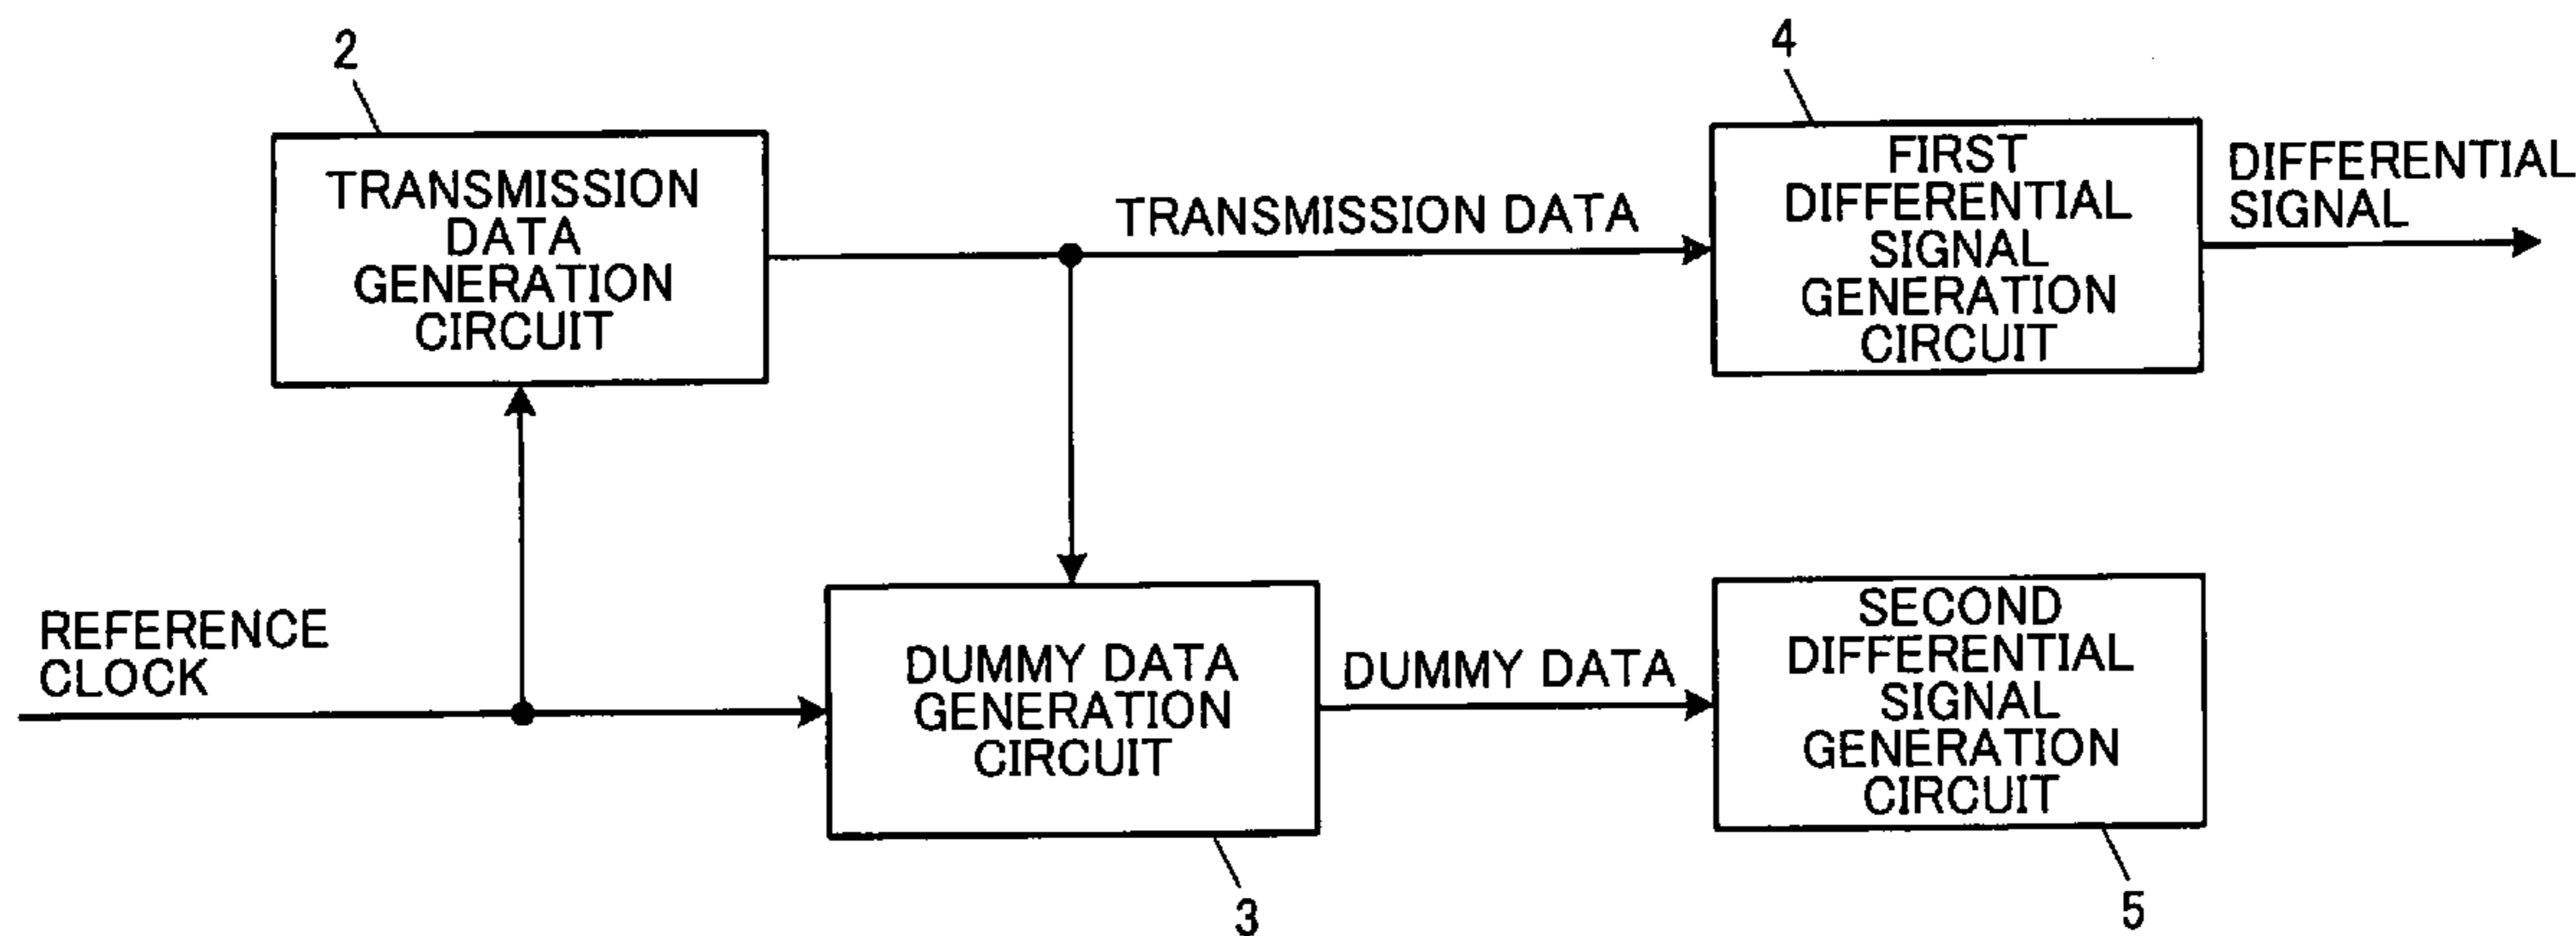 2
TRANSMISSION
DATA
GENERATION
CIRCUIT
TRANSMISSION DATA
4
FIRST
DIFFERENTIAL
SIGNAL
GENERATION
CIRCUIT
DIFFERENTIAL
SIGNAL
REFERENCE
CLOCK
DUMMY DATA
GENERATION
CIRCUIT
3
DUMMY DATA
SECOND
DIFFERENTIAL
SIGNAL
GENERATION
CIRCUIT
5